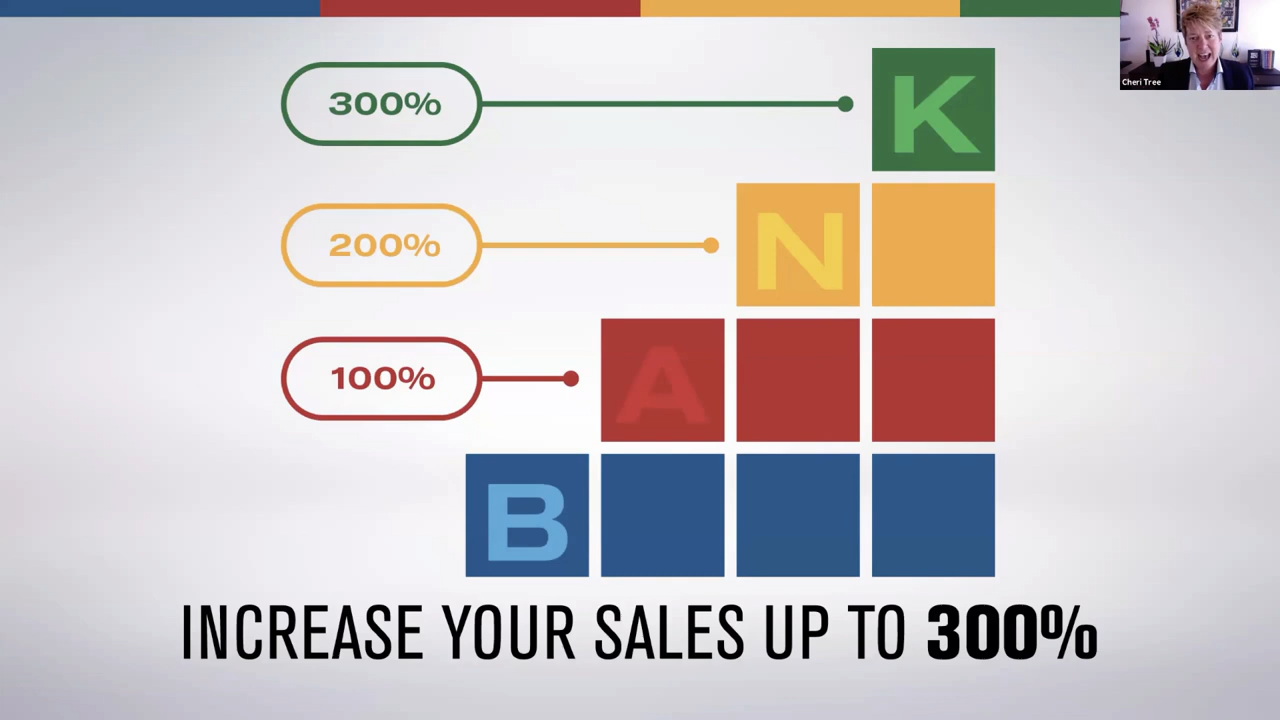 Cheri Tree
300%
K
200%
N
100%
A
B
INCREASE YOUR SALES UP TO 300%